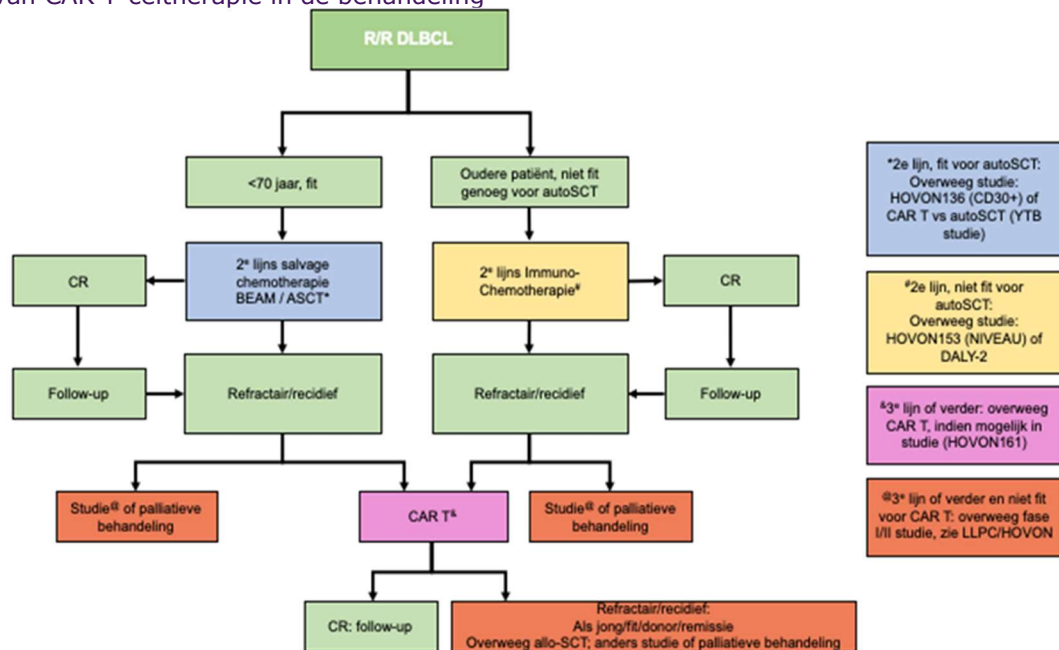 van CAR T-celtherapie in de behandeling
R/R DLBCL
<70 jaar, fit
Oudere patiënt, niet fit
genoeg voor autoSCT
CR
2ᵉ lijns salvage
chemotherapie
BEAM / ASCT*
2ᵉ lijns Immuno-
Chemotherapie#
CR
Follow-up
Refractair/recidief
Refractair/recidief
Follow-up
Studie@ of palliatieve
behandeling
CAR T&
Studie@ of palliatieve
behandeling
CR: follow-up
Refractair/recidief:
Als jong/fit/donor/remissie
Overweeg allo-SCT; anders studie of palliatieve behandeling
*2e lijn, fit voor autoSCT:
Overweeg studie:
HOVON136 (CD30+) of
CAR T vs autoSCT (YTB
studie)
#2e lijn, niet fit voor
autoSCT:
Overweeg studie:
HOVON153 (NIVEAU) of
DALY-2
&3ᵉ lijn of verder: overweeg
CAR T, indien mogelijk in
studie (HOVON161)
@3ᵉ lijn of verder en niet fit
voor CAR T: overweeg fase
I/II studie, zie LLPC/HOVON